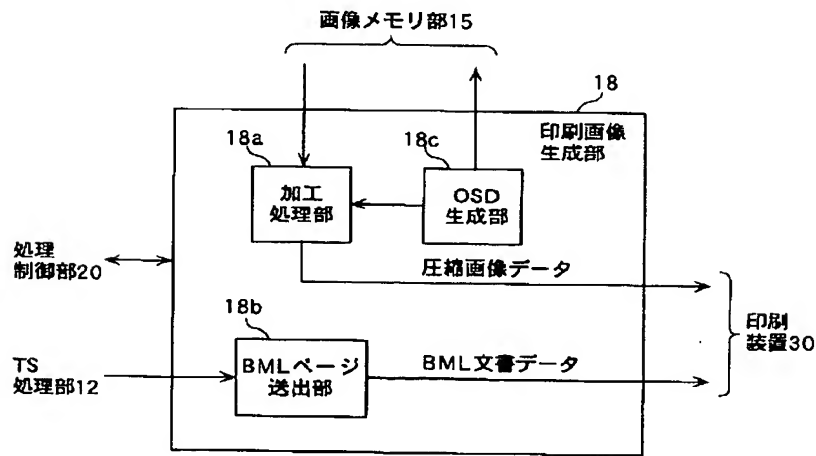 画像メモリ部15
18
印刷画像
生成部
18a
18c
加工
処理部
OSD
生成部
処理
制御部20
圧縮画像データ
18b
印刷
装置30
TS
処理部12
BMLページ
送出部
BML文書データ